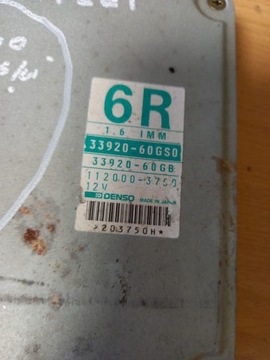 6R
1.6 IMM
33920-60GS0
33920-60GB
112000-3750
12V
DENSO MADE IN JAPAN
*203750H*